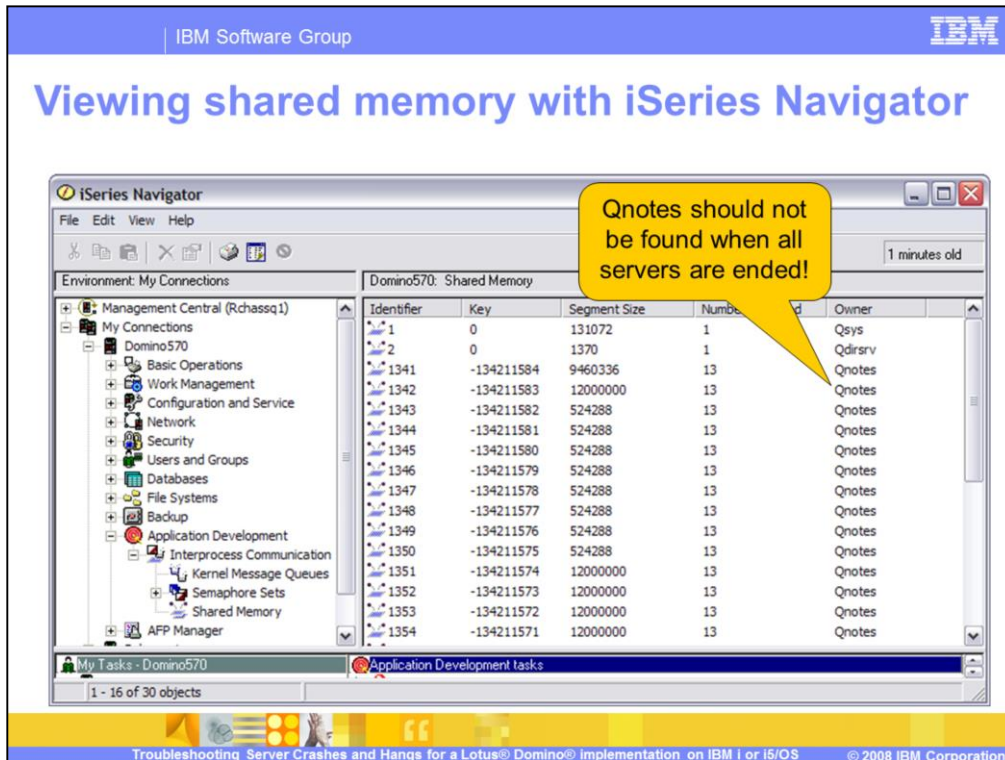 IBM Software Group
IBM
Viewing shared memory with iSeries Navigator
iSeries Navigator
File Edit View Help
Qnotes should not
be found when all
servers are ended!
1 minutes old
Environment: My Connections
Domino570: Shared Memory
Management Central (Rchassq1)
My Connections
Domino570
Basic Operations
Work Management
Configuration and Service
Network
Security
Users and Groups
Databases
File Systems
Backup
Application Development
Interprocess Communication
Kernel Message Queues
Semaphore Sets
Shared Memory
AFP Manager
Identifier Key Segment Size Owner
1 0 131072 1 Qsys
2 0 1370 1 Qdirsrv
1341 -134211584 9460336 13 Qnotes
1342 -134211583 12000000 13 Qnotes
1343 -134211582 524288 13 Qnotes
1344 -134211581 524288 13 Qnotes
1345 -134211580 524288 13 Qnotes
1346 -134211579 524288 13 Qnotes
1347 -134211578 524288 13 Qnotes
1348 -134211577 524288 13 Qnotes
1349 -134211576 524288 13 Qnotes
1350 -134211575 524288 13 Qnotes
1351 -134211574 12000000 13 Qnotes
1352 -134211573 12000000 13 Qnotes
1353 -134211572 12000000 13 Qnotes
1354 -134211571 12000000 13 Qnotes
My Tasks - Domino570
Application Development tasks
1 - 16 of 30 objects
Troubleshooting Server Crashes and Hangs for a Lotus® Domino® implementation on IBM i or i5/OS
© 2008 IBM Corporation